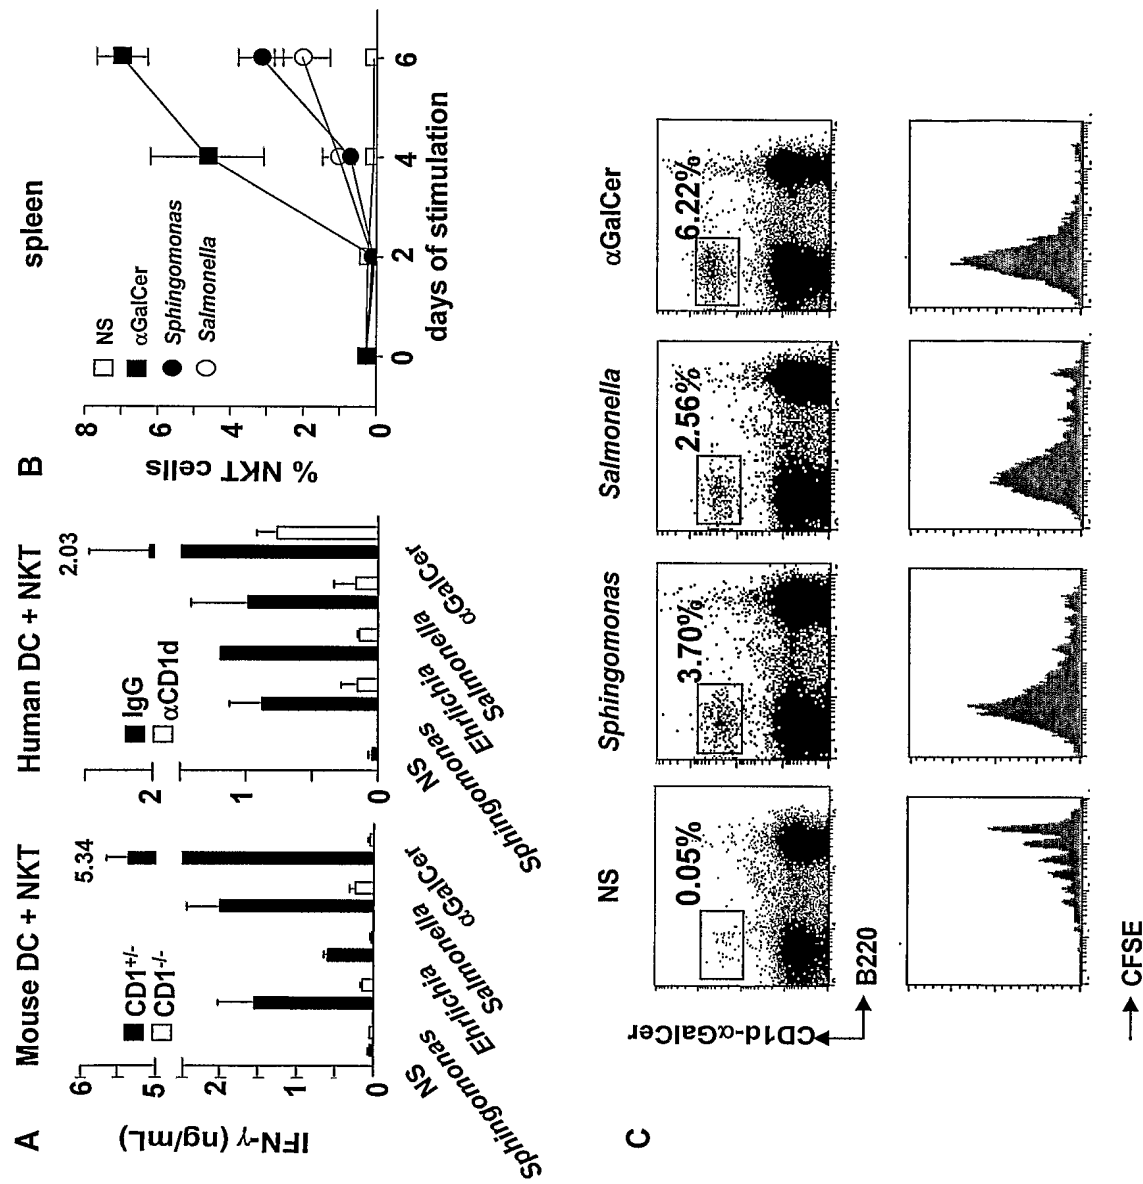 A
Mouse DC + NKT
IFN-γ (ng/mL)
6
5
2
1
0
CD1+/-
CD1-/-
5.34
NS
Sphingomonas
Ehrlichia
Salmonella
αGalCer
Human DC + NKT
2
1
0
IgG
αCD1d
2.03
NS
Sphingomonas
Ehrlichia
Salmonella
αGalCer
B
spleen
% NKT cells
8
6
4
2
0
NS
αGalCer
Sphingomonas
Salmonella
0 2 4 6
days of stimulation
C
NS Sphingomonas Salmonella αGalCer
0.05% 3.70% 2.56% 6.22%
CD1d-αGalCer
B220
CFSE